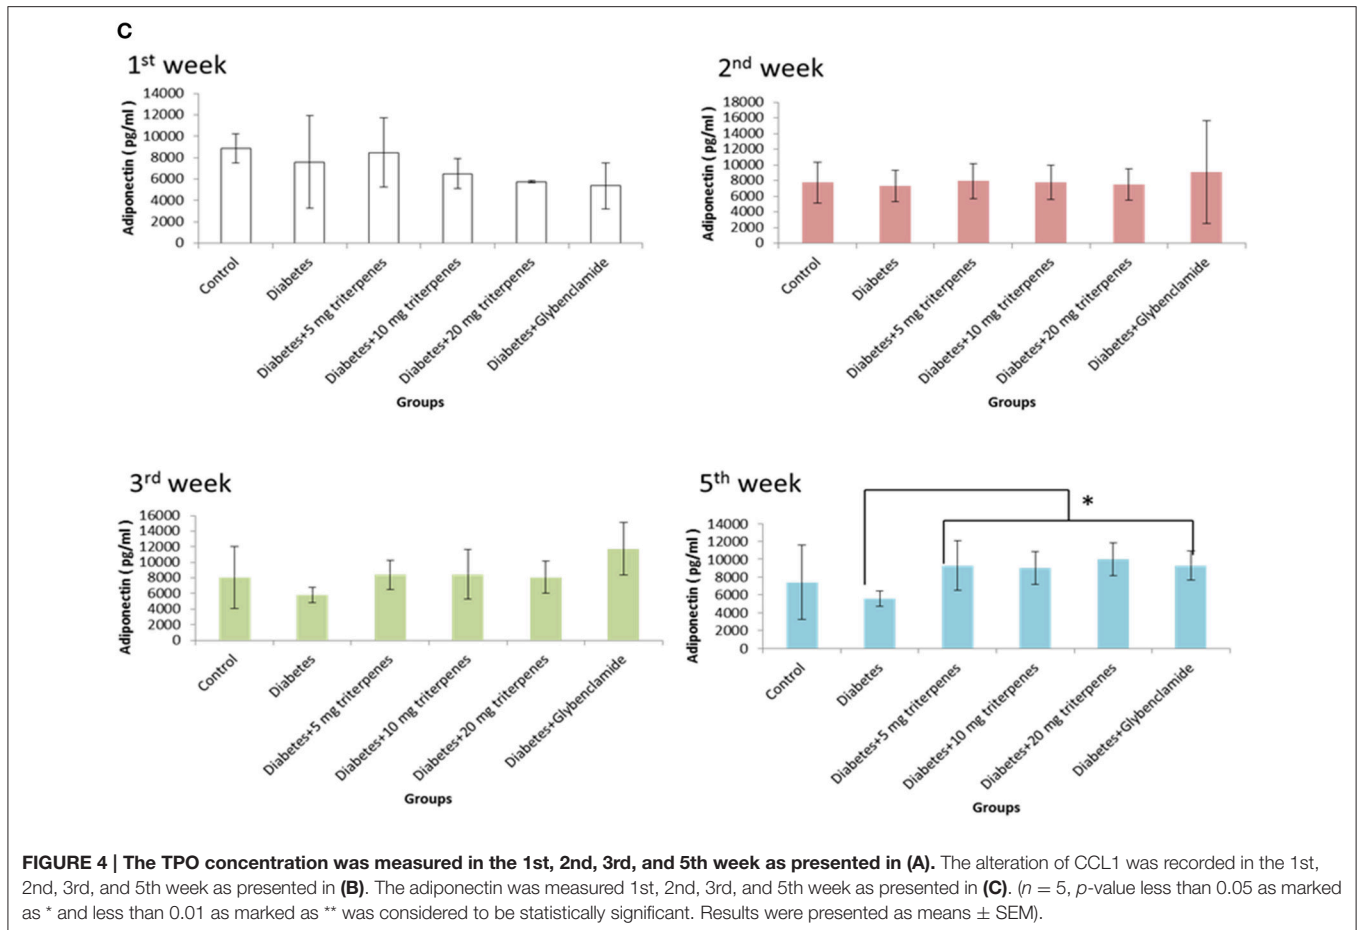 C
1st week
Adiponectin ( pg/ml )
14000
12000
10000
8000
6000
4000
2000
0
Control
Diabetes
Diabetes+5 mg triterpenes
Diabetes+10 mg triterpenes
Diabetes+20 mg triterpenes
Diabetes+Glybenclamide
Groups
2nd week
Adiponectin ( pg/ml )
18000
16000
14000
12000
10000
8000
6000
4000
2000
0
Control
Diabetes
Diabetes+5 mg triterpenes
Diabetes+10 mg triterpenes
Diabetes+20 mg triterpenes
Diabetes+Glybenclamide
Groups
3rd week
Adiponectin ( pg/ml )
16000
14000
12000
10000
8000
6000
4000
2000
0
Control
Diabetes
Diabetes+5 mg triterpenes
Diabetes+10 mg triterpenes
Diabetes+20 mg triterpenes
Diabetes+Glybenclamide
Groups
5th week
*
Adiponectin (pg/ml)
14000
12000
10000
8000
6000
4000
2000
0
Control
Diabetes
Diabetes+5 mg triterpenes
Diabetes+10 mg triterpenes
Diabetes+20 mg triterpenes
Diabetes+Glybenclamide
Groups
FIGURE 4 | The TPO concentration was measured in the 1st, 2nd, 3rd, and 5th week as presented in (A). The alteration of CCL1 was recorded in the 1st,
2nd, 3rd, and 5th week as presented in (B). The adiponectin was measured 1st, 2nd, 3rd, and 5th week as presented in (C). (n = 5, p-value less than 0.05 as marked
as * and less than 0.01 as marked as ** was considered to be statistically significant. Results were presented as means ± SEM).